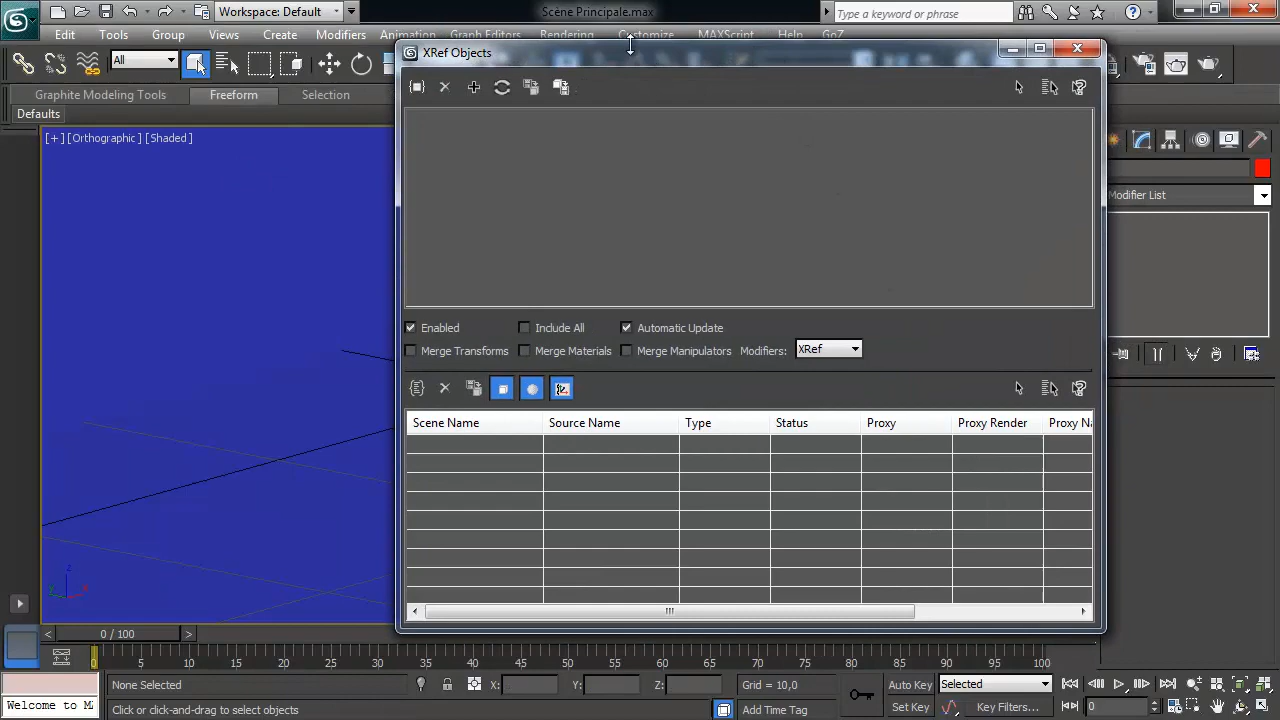 Workspace: Default
Scène Principale.max
Type a keyword or phrase
Edit Tools Group Views Create Modifiers Animation Graph Editors Rendering Customize MAXScript Help GoZ
All
XRef Objects
Graphite Modeling Tools Freeform Selection
Defaults
[+] [Orthographic] [Shaded]
Modifier List
Enabled Include All Automatic Update
Merge Transforms Merge Materials Merge Manipulators Modifiers: XRef
Scene Name Source Name Type Status Proxy Proxy Render Proxy Na
z
y x
< 0 / 100 >
0 5 10 15 20 25 30 35 40 45 50 55 60 65 70 75 80 85 90 95 100
None Selected X: Y: Z: Grid = 10,0 Auto Key Selected
Welcome to MA Click or click-and-drag to select objects Add Time Tag Set Key Key Filters... 0